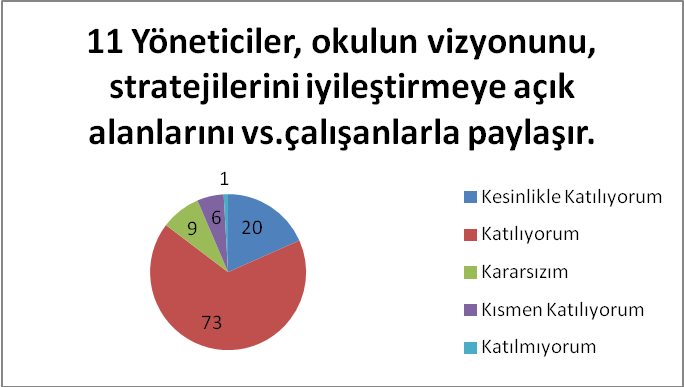 11 Yöneticiler, okulun vizyonunu,
stratejilerini iyileştirmeye açık
alanlarını vs.çalışanlarla paylaşır.
1
6
9
20
73
Kesinlikle Katılıyorum
Katılıyorum
Kararsızım
Kısmen Katılıyorum
Katılmıyorum